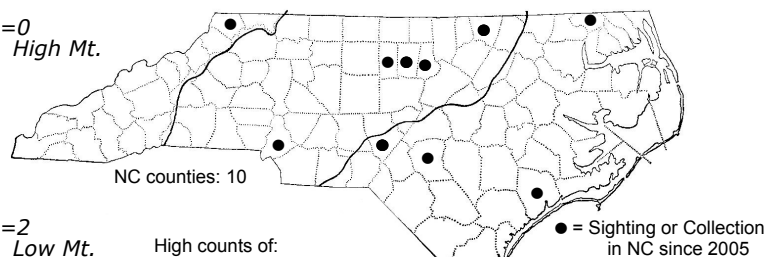 =0
High Mt.
NC counties: 10
=2
Low Mt.
High counts of:
● = Sighting or Collection
in NC since 2005